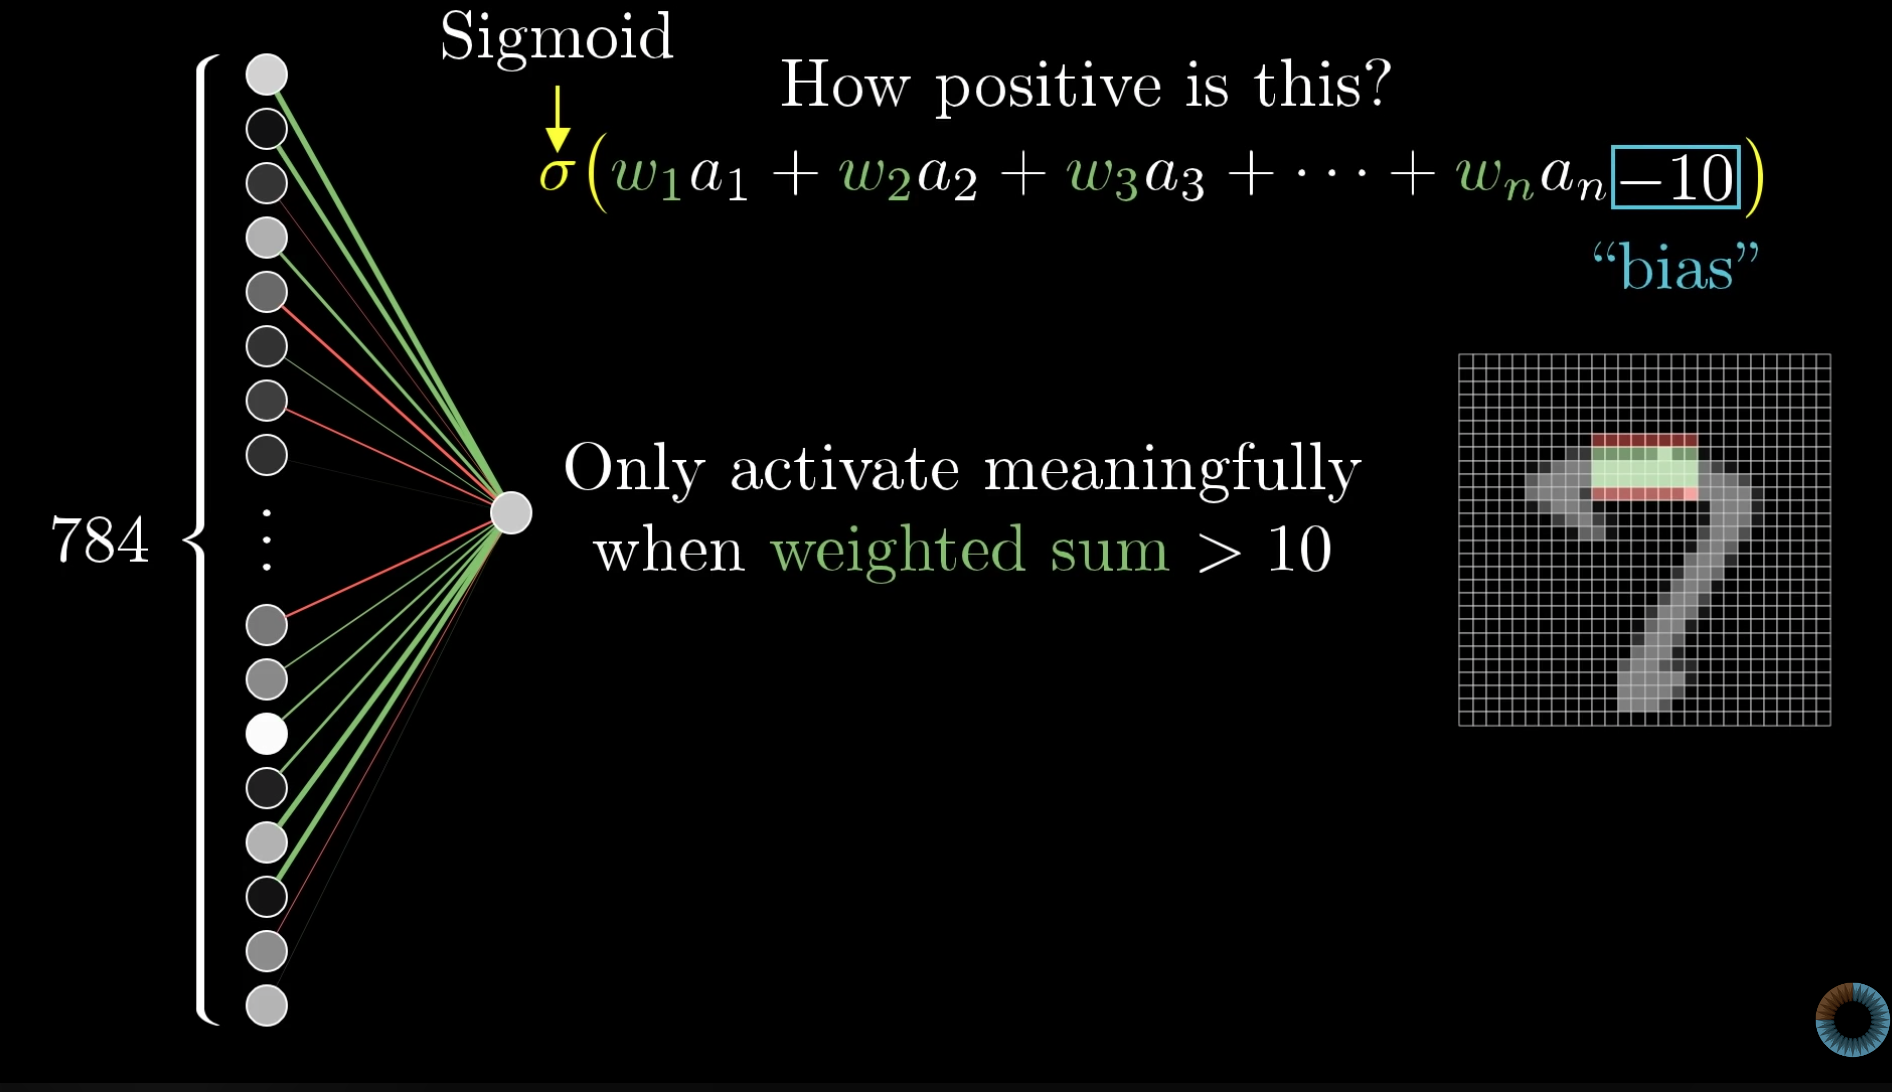 Sigmoid
How positive is this?
σ(w₁a₁ + w₂a₂ + w₃a₃ + ⋯ + wₙaₙ −10)
“bias”
784
Only activate meaningfully
when weighted sum > 10